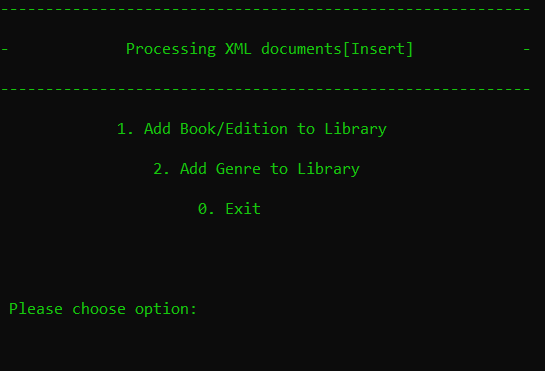 -----------------------------------------------------------
- Processing XML documents[Insert] -
-----------------------------------------------------------
1. Add Book/Edition to Library
2. Add Genre to Library
0. Exit
Please choose option: